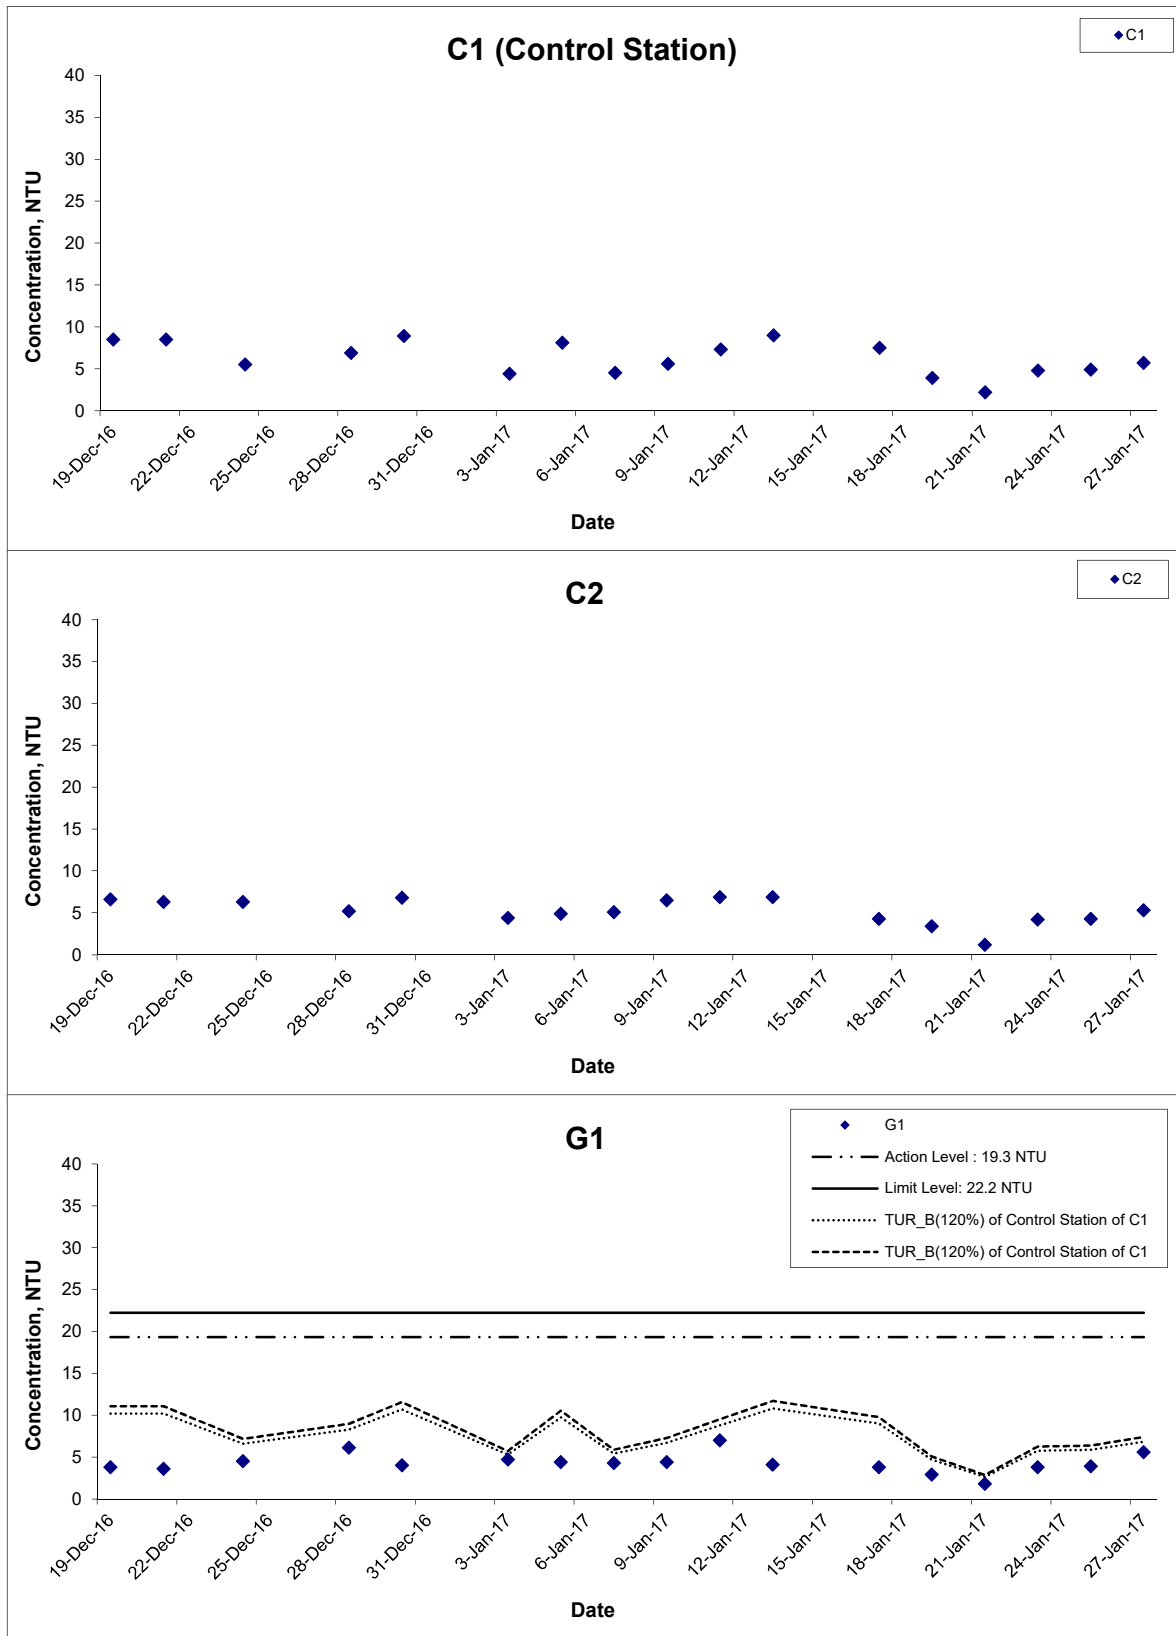 C1 (Control Station)
C1
Concentration, NTU
40
35
30
25
20
15
10
5
0
19-Dec-16
22-Dec-16
25-Dec-16
28-Dec-16
31-Dec-16
3-Jan-17
6-Jan-17
9-Jan-17
12-Jan-17
15-Jan-17
18-Jan-17
21-Jan-17
24-Jan-17
27-Jan-17
Date
C2
C2
Concentration, NTU
40
35
30
25
20
15
10
5
0
19-Dec-16
22-Dec-16
25-Dec-16
28-Dec-16
31-Dec-16
3-Jan-17
6-Jan-17
9-Jan-17
12-Jan-17
15-Jan-17
18-Jan-17
21-Jan-17
24-Jan-17
27-Jan-17
Date
G1
G1
Action Level : 19.3 NTU
Limit Level: 22.2 NTU
TUR_B(120%) of Control Station of C1
TUR_B(120%) of Control Station of C1
Concentration, NTU
40
35
30
25
20
15
10
5
0
19-Dec-16
22-Dec-16
25-Dec-16
28-Dec-16
31-Dec-16
3-Jan-17
6-Jan-17
9-Jan-17
12-Jan-17
15-Jan-17
18-Jan-17
21-Jan-17
24-Jan-17
27-Jan-17
Date